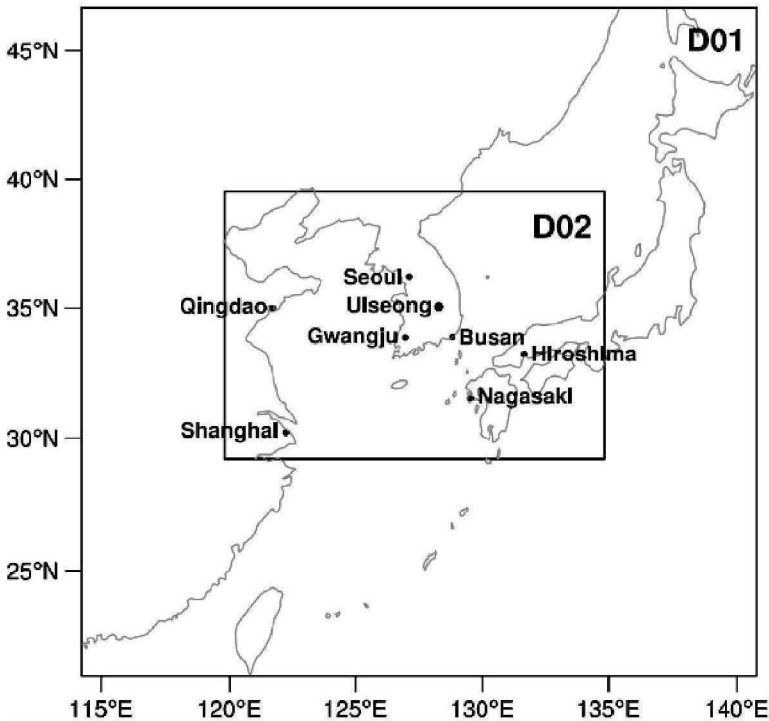 45°N
D01
40°N
D02
Seoul
Qingdao
Uiseong
35°N
Gwangju
Busan
Hiroshima
Nagasaki
Shanghai
30°N
25°N
115°E
120°E
125°E
130°E
135°E
140°E